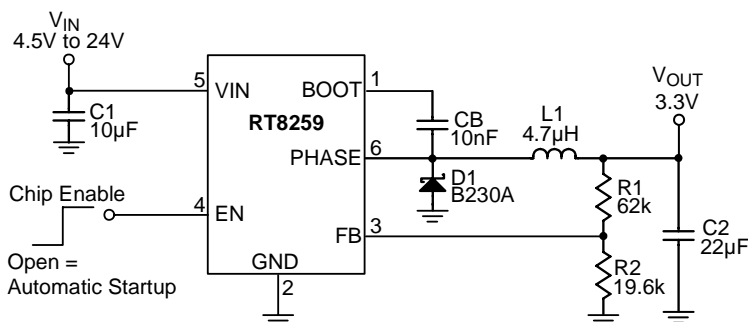 VIN
4.5V to 24V
C1
10µF
5
VIN
RT8259
BOOT
1
CB
10nF
PHASE
6
L1
4.7µH
VOUT
3.3V
D1
B230A
R1
62k
Chip Enable
4
EN
FB
3
C2
22µF
Open =
Automatic Startup
GND
2
R2
19.6k